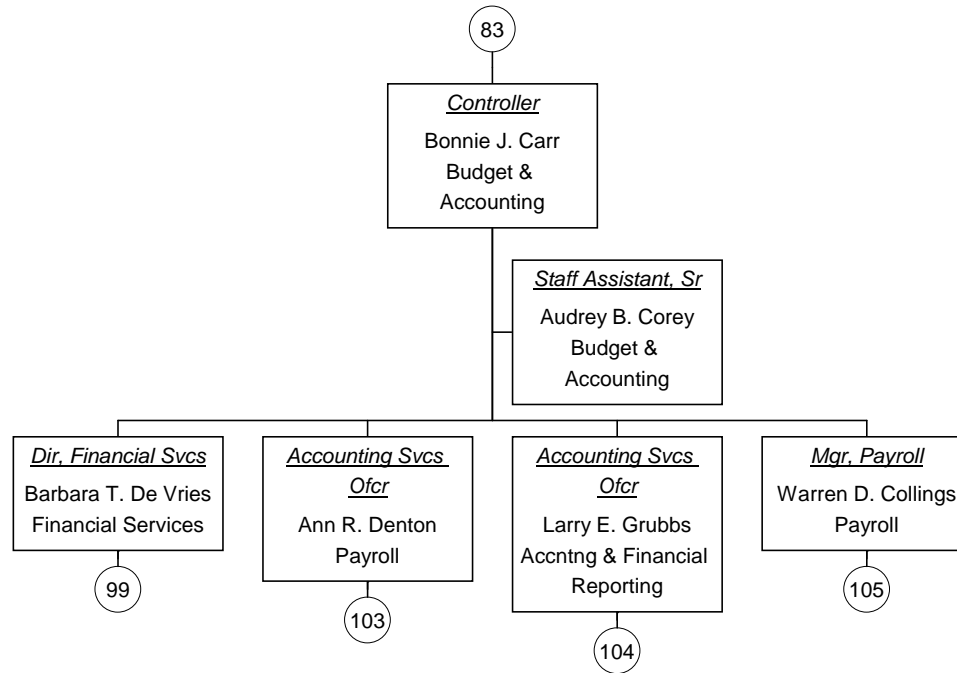 83
Controller
Bonnie J. Carr
Budget &
Accounting
Staff Assistant, Sr
Audrey B. Corey
Budget &
Accounting
Dir, Financial Svcs
Barbara T. De Vries
Financial Services
99
Accounting Svcs
Ofcr
Ann R. Denton
Payroll
103
Accounting Svcs
Ofcr
Larry E. Grubbs
Accntng & Financial
Reporting
104
Mgr, Payroll
Warren D. Collings
Payroll
105